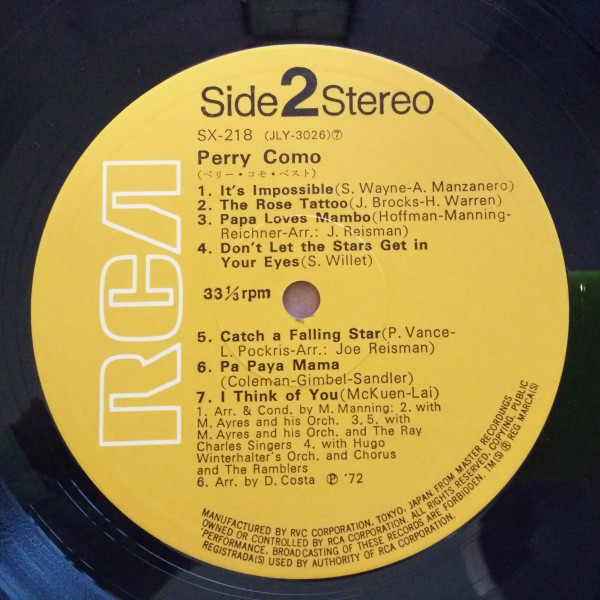 Side 2 Stereo
SX-218 (JLY-3026)⑦
Perry Como
(ペリー・コモ・ベスト)
1. It's Impossible(S. Wayne-A. Manzanero)
2. The Rose Tattoo(J. Brocks-H. Warren)
3. Papa Loves Mambo(Hoffman-Manning-
Reichner-Arr.: J. Reisman)
4. Don't Let the Stars Get in
Your Eyes(S. Willet)
33⅓rpm
5. Catch a Falling Star(P. Vance-
L. Pockris-Arr.: Joe Reisman)
6. Pa Paya Mama
(Coleman-Gimbel-Sandler)
7. I Think of You(McKuen-Lai)
1. Arr. & Cond. by M. Manning: 2. with
M. Ayres and his Orch. 3, 5. with
M. Ayres and his Orch. and The Ray
Charles Singers 4. with Hugo
Winterhalter's Orch. and Chorus
and The Ramblers
6. Arr. by D. Costa ℗ '72
RCA
MANUFACTURED BY RVC CORPORATION, TOKYO, JAPAN FROM MASTER RECORDINGS
OWNED OR CONTROLLED BY RCA CORPORATION. ALL RIGHTS RESERVED, COPYING, PUBLIC
PERFORMANCE, BROADCASTING OF THESE RECORDS ARE FORBIDDEN. TM(S) ® REG MARCA(S)
REGISTRADA(S) USED BY AUTHORITY OF RCA CORPORATION.